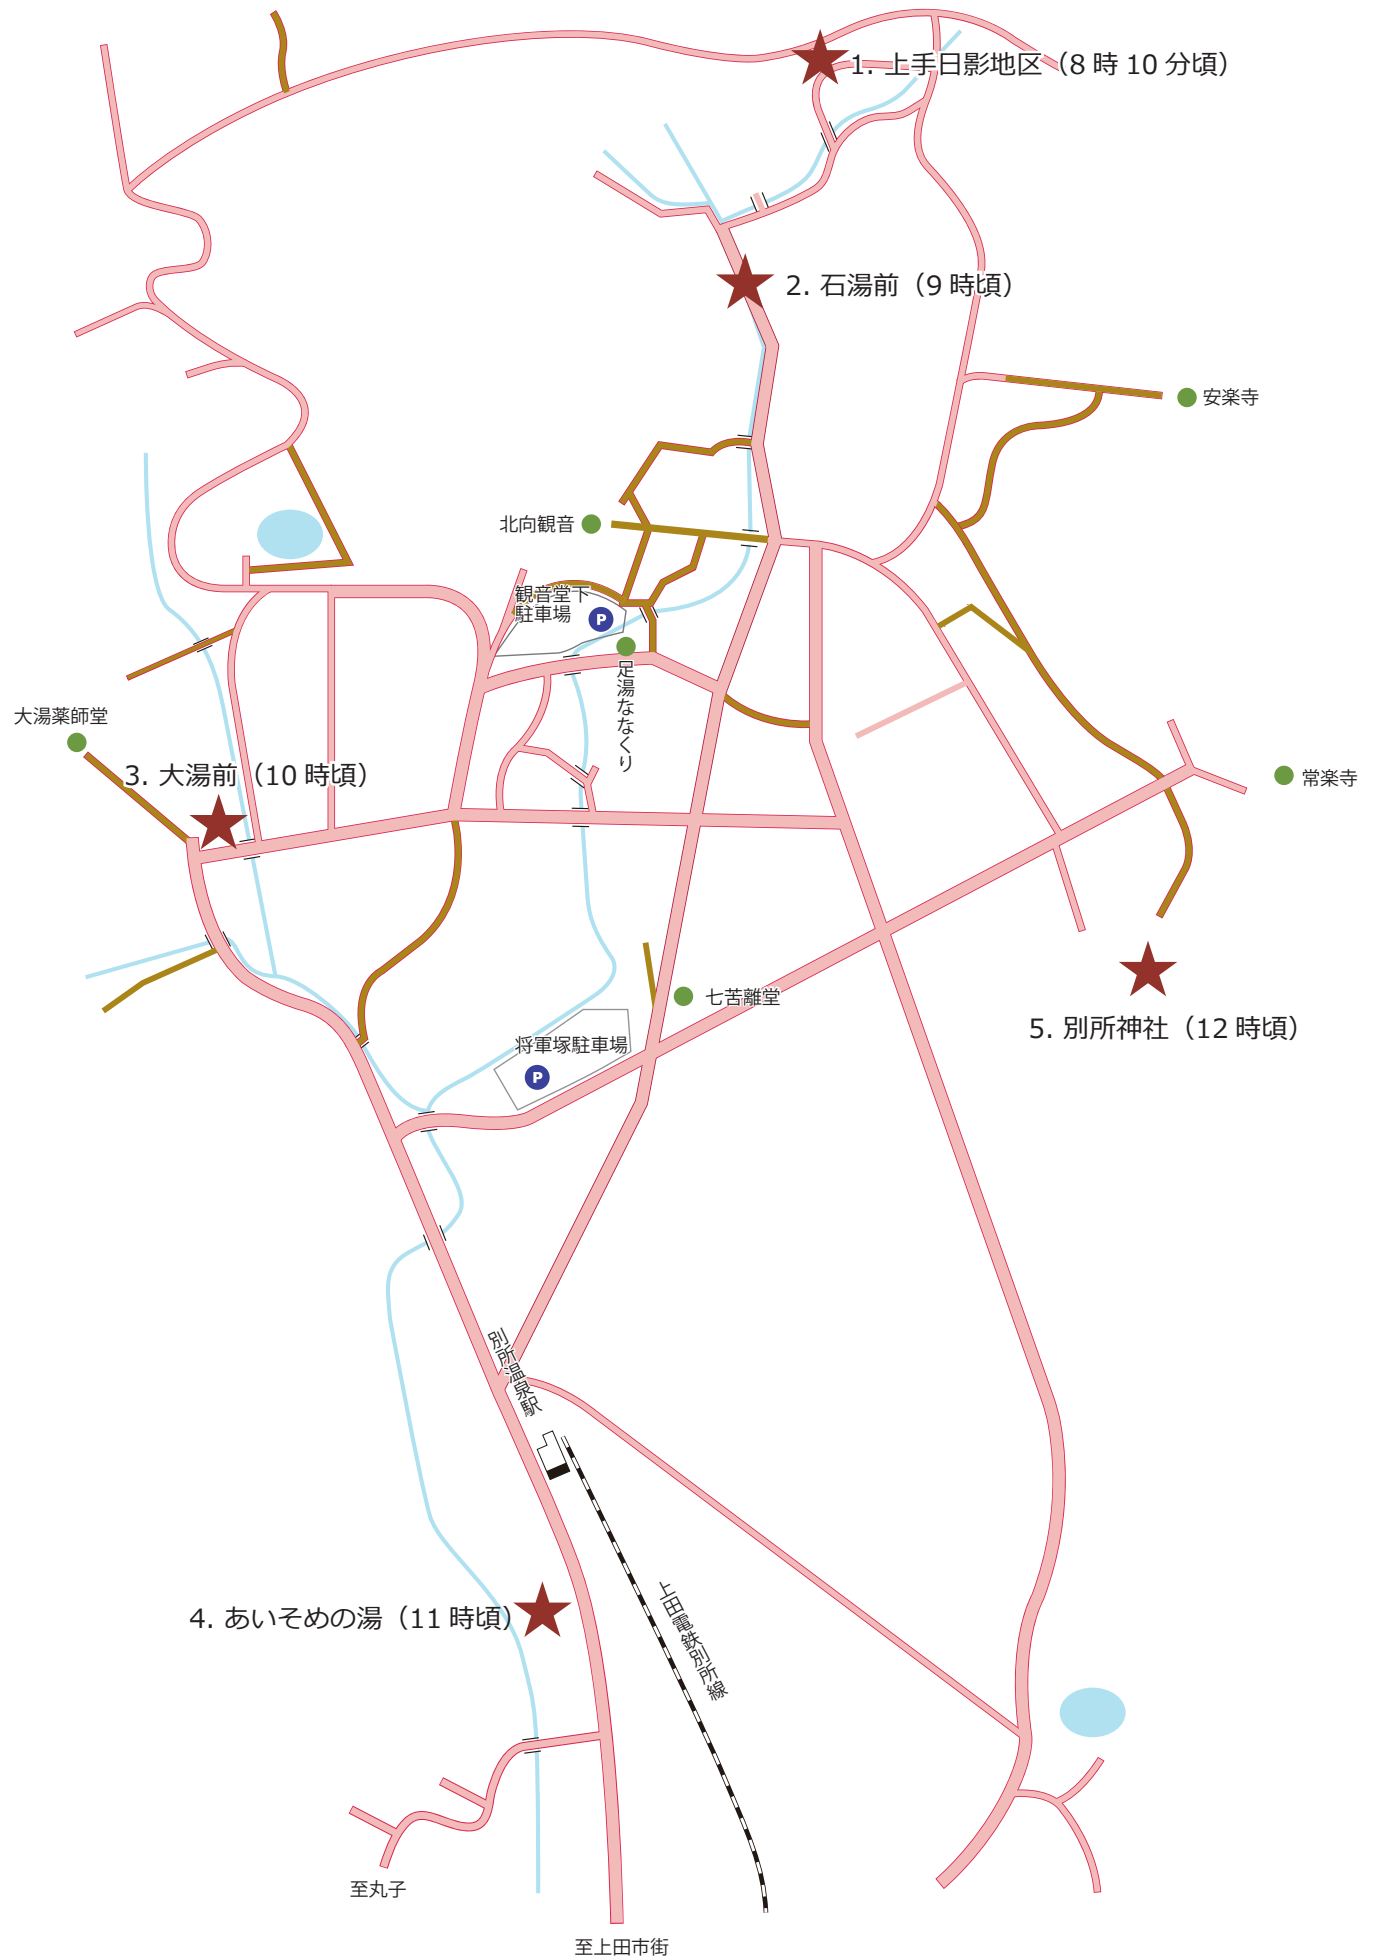 1. 上手日影地区（8 時 10 分頃）
2. 石湯前（9 時頃）
安楽寺
北向観音
観音堂下
駐車場
P
足湯ななくり
大湯薬師堂
3. 大湯前（10 時頃）
常楽寺
七苦離堂
5. 別所神社（12 時頃）
将軍塚駐車場
P
別所温泉駅
4. あいそめの湯（11 時頃）
上田電鉄別所線
至丸子
至上田市街